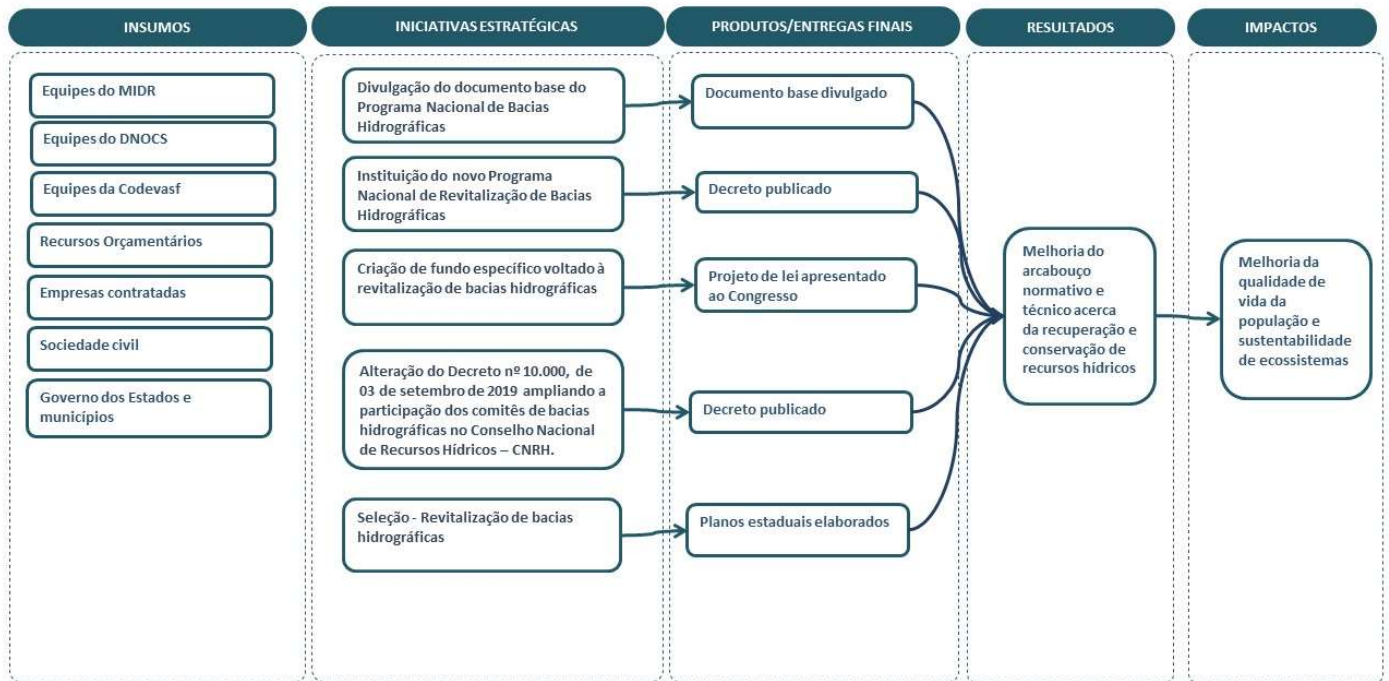 INSUMOS
INICIATIVAS ESTRATÉGICAS
PRODUTOS/ENTREGAS FINAIS
RESULTADOS
IMPACTOS
Equipes do MIDR
Equipes do DNOCS
Equipes da Codevasf
Recursos Orçamentários
Empresas contratadas
Sociedade civil
Governo dos Estados e
municípios
Divulgação do documento base do
Programa Nacional de Bacias
Hidrográficas
Instituição do novo Programa
Nacional de Revitalização de Bacias
Hidrográficas
Criação de fundo específico voltado à
revitalização de bacias hidrográficas
Alteração do Decreto nº 10.000, de
03 de setembro de 2019 ampliando a
participação dos comitês de bacias
hidrográficas no Conselho Nacional
de Recursos Hídricos – CNRH.
Seleção - Revitalização de bacias
hidrográficas
Documento base divulgado
Decreto publicado
Projeto de lei apresentado
ao Congresso
Decreto publicado
Planos estaduais elaborados
Melhoria do
arcabouço
normativo e
técnico acerca
da recuperação e
conservação de
recursos hídricos
Melhoria da
qualidade de
vida da
população e
sustentabilidade
de ecossistemas